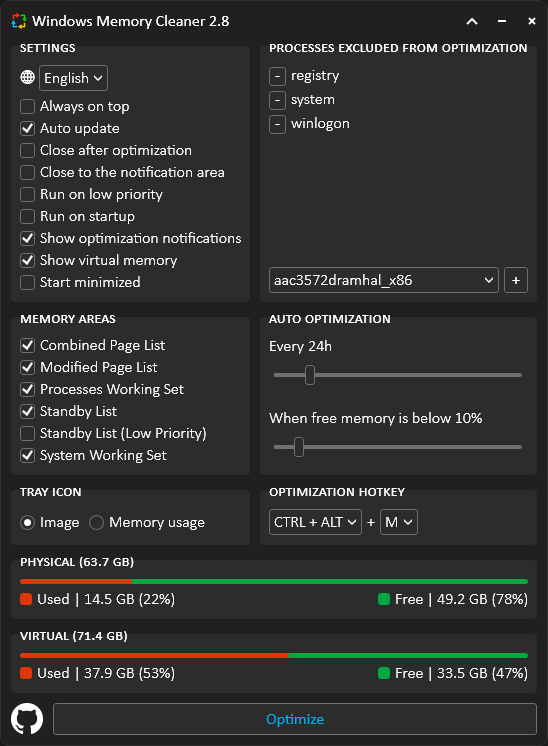 Windows Memory Cleaner 2.8
SETTINGS
English
Always on top
Auto update
Close after optimization
Close to the notification area
Run on low priority
Run on startup
Show optimization notifications
Show virtual memory
Start minimized
PROCESSES EXCLUDED FROM OPTIMIZATION
- registry
- system
- winlogon
aac3572dramhal_x86 +
MEMORY AREAS
Combined Page List
Modified Page List
Processes Working Set
Standby List
Standby List (Low Priority)
System Working Set
AUTO OPTIMIZATION
Every 24h
When free memory is below 10%
TRAY ICON
Image Memory usage
OPTIMIZATION HOTKEY
CTRL + ALT + M
PHYSICAL (63.7 GB)
Used | 14.5 GB (22%) Free | 49.2 GB (78%)
VIRTUAL (71.4 GB)
Used | 37.9 GB (53%) Free | 33.5 GB (47%)
Optimize